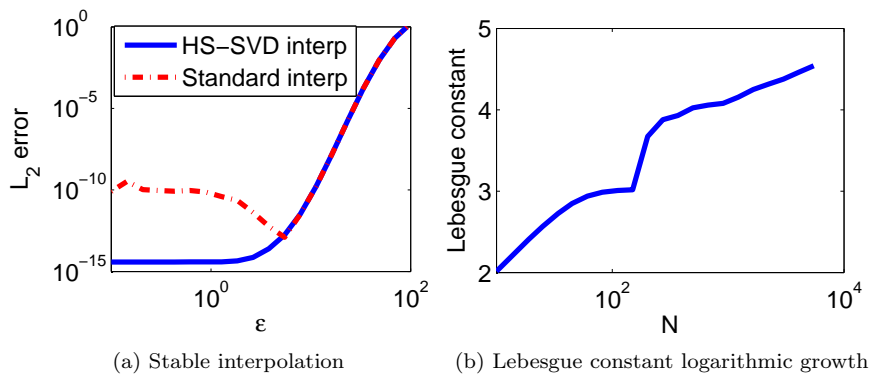 HS-SVD interp
Standard interp
10^0
10^-5
10^-10
10^-15
L_2 error
10^0
10^2
ε
(a) Stable interpolation
5
4
3
2
Lebesgue constant
10^2
10^4
N
(b) Lebesgue constant logarithmic growth